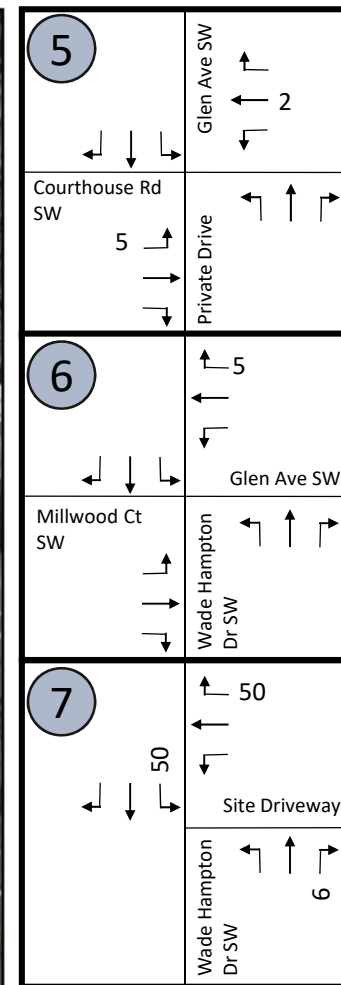 5
Glen Ave SW
2
Courthouse Rd
SW
5
Private Drive
6
5
Glen Ave SW
Millwood Ct
SW
Wade Hampton
Dr SW
7
50
50
Site Driveway
Wade Hampton
Dr SW
6